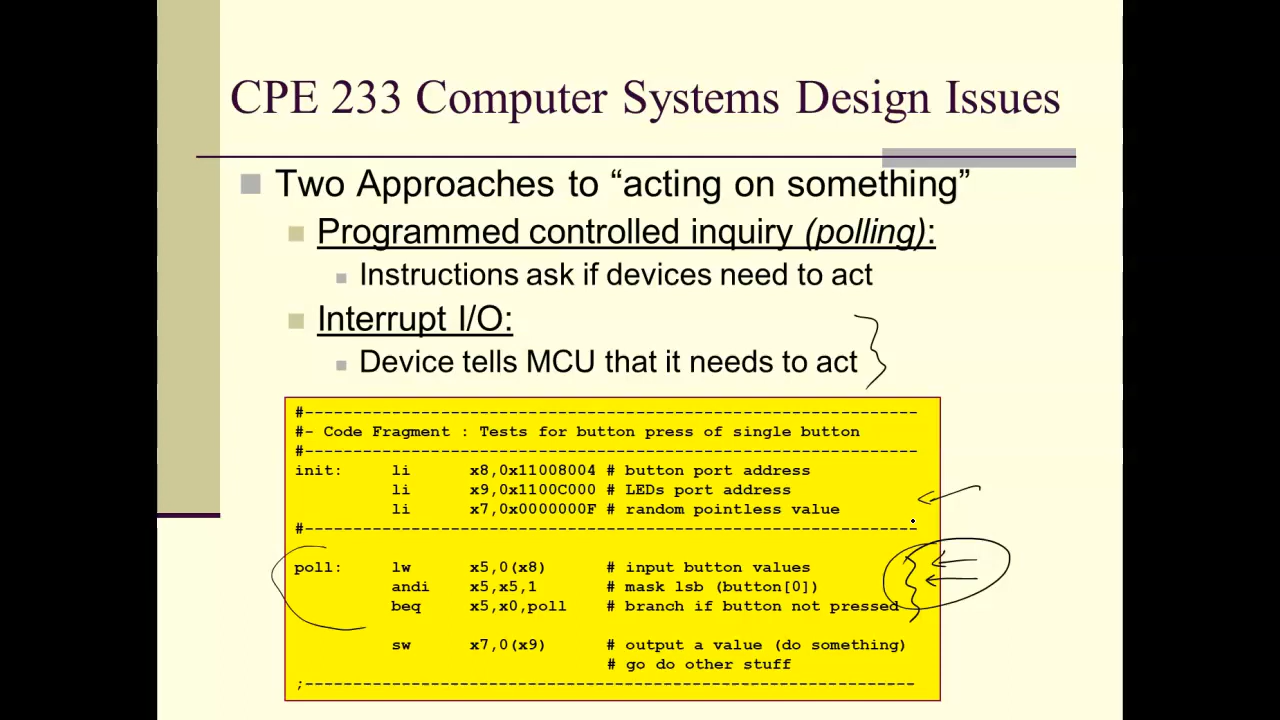 CPE 233 Computer Systems Design Issues
Two Approaches to “acting on something”
Programmed controlled inquiry (polling):
Instructions ask if devices need to act
Interrupt I/O:
Device tells MCU that it needs to act
#---------------------------------------------------------------
#- Code Fragment : Tests for button press of single button
#---------------------------------------------------------------
init:     li      x8,0x11008004 # button port address
          li      x9,0x1100C000 # LEDs port address
          li      x7,0x0000000F # random pointless value
#---------------------------------------------------------------
poll:     lw      x5,0(x8)      # input button values
          andi    x5,x5,1       # mask lsb (button[0])
          beq     x5,x0,poll    # branch if button not pressed
          sw      x7,0(x9)      # output a value (do something)
                                # go do other stuff
;---------------------------------------------------------------